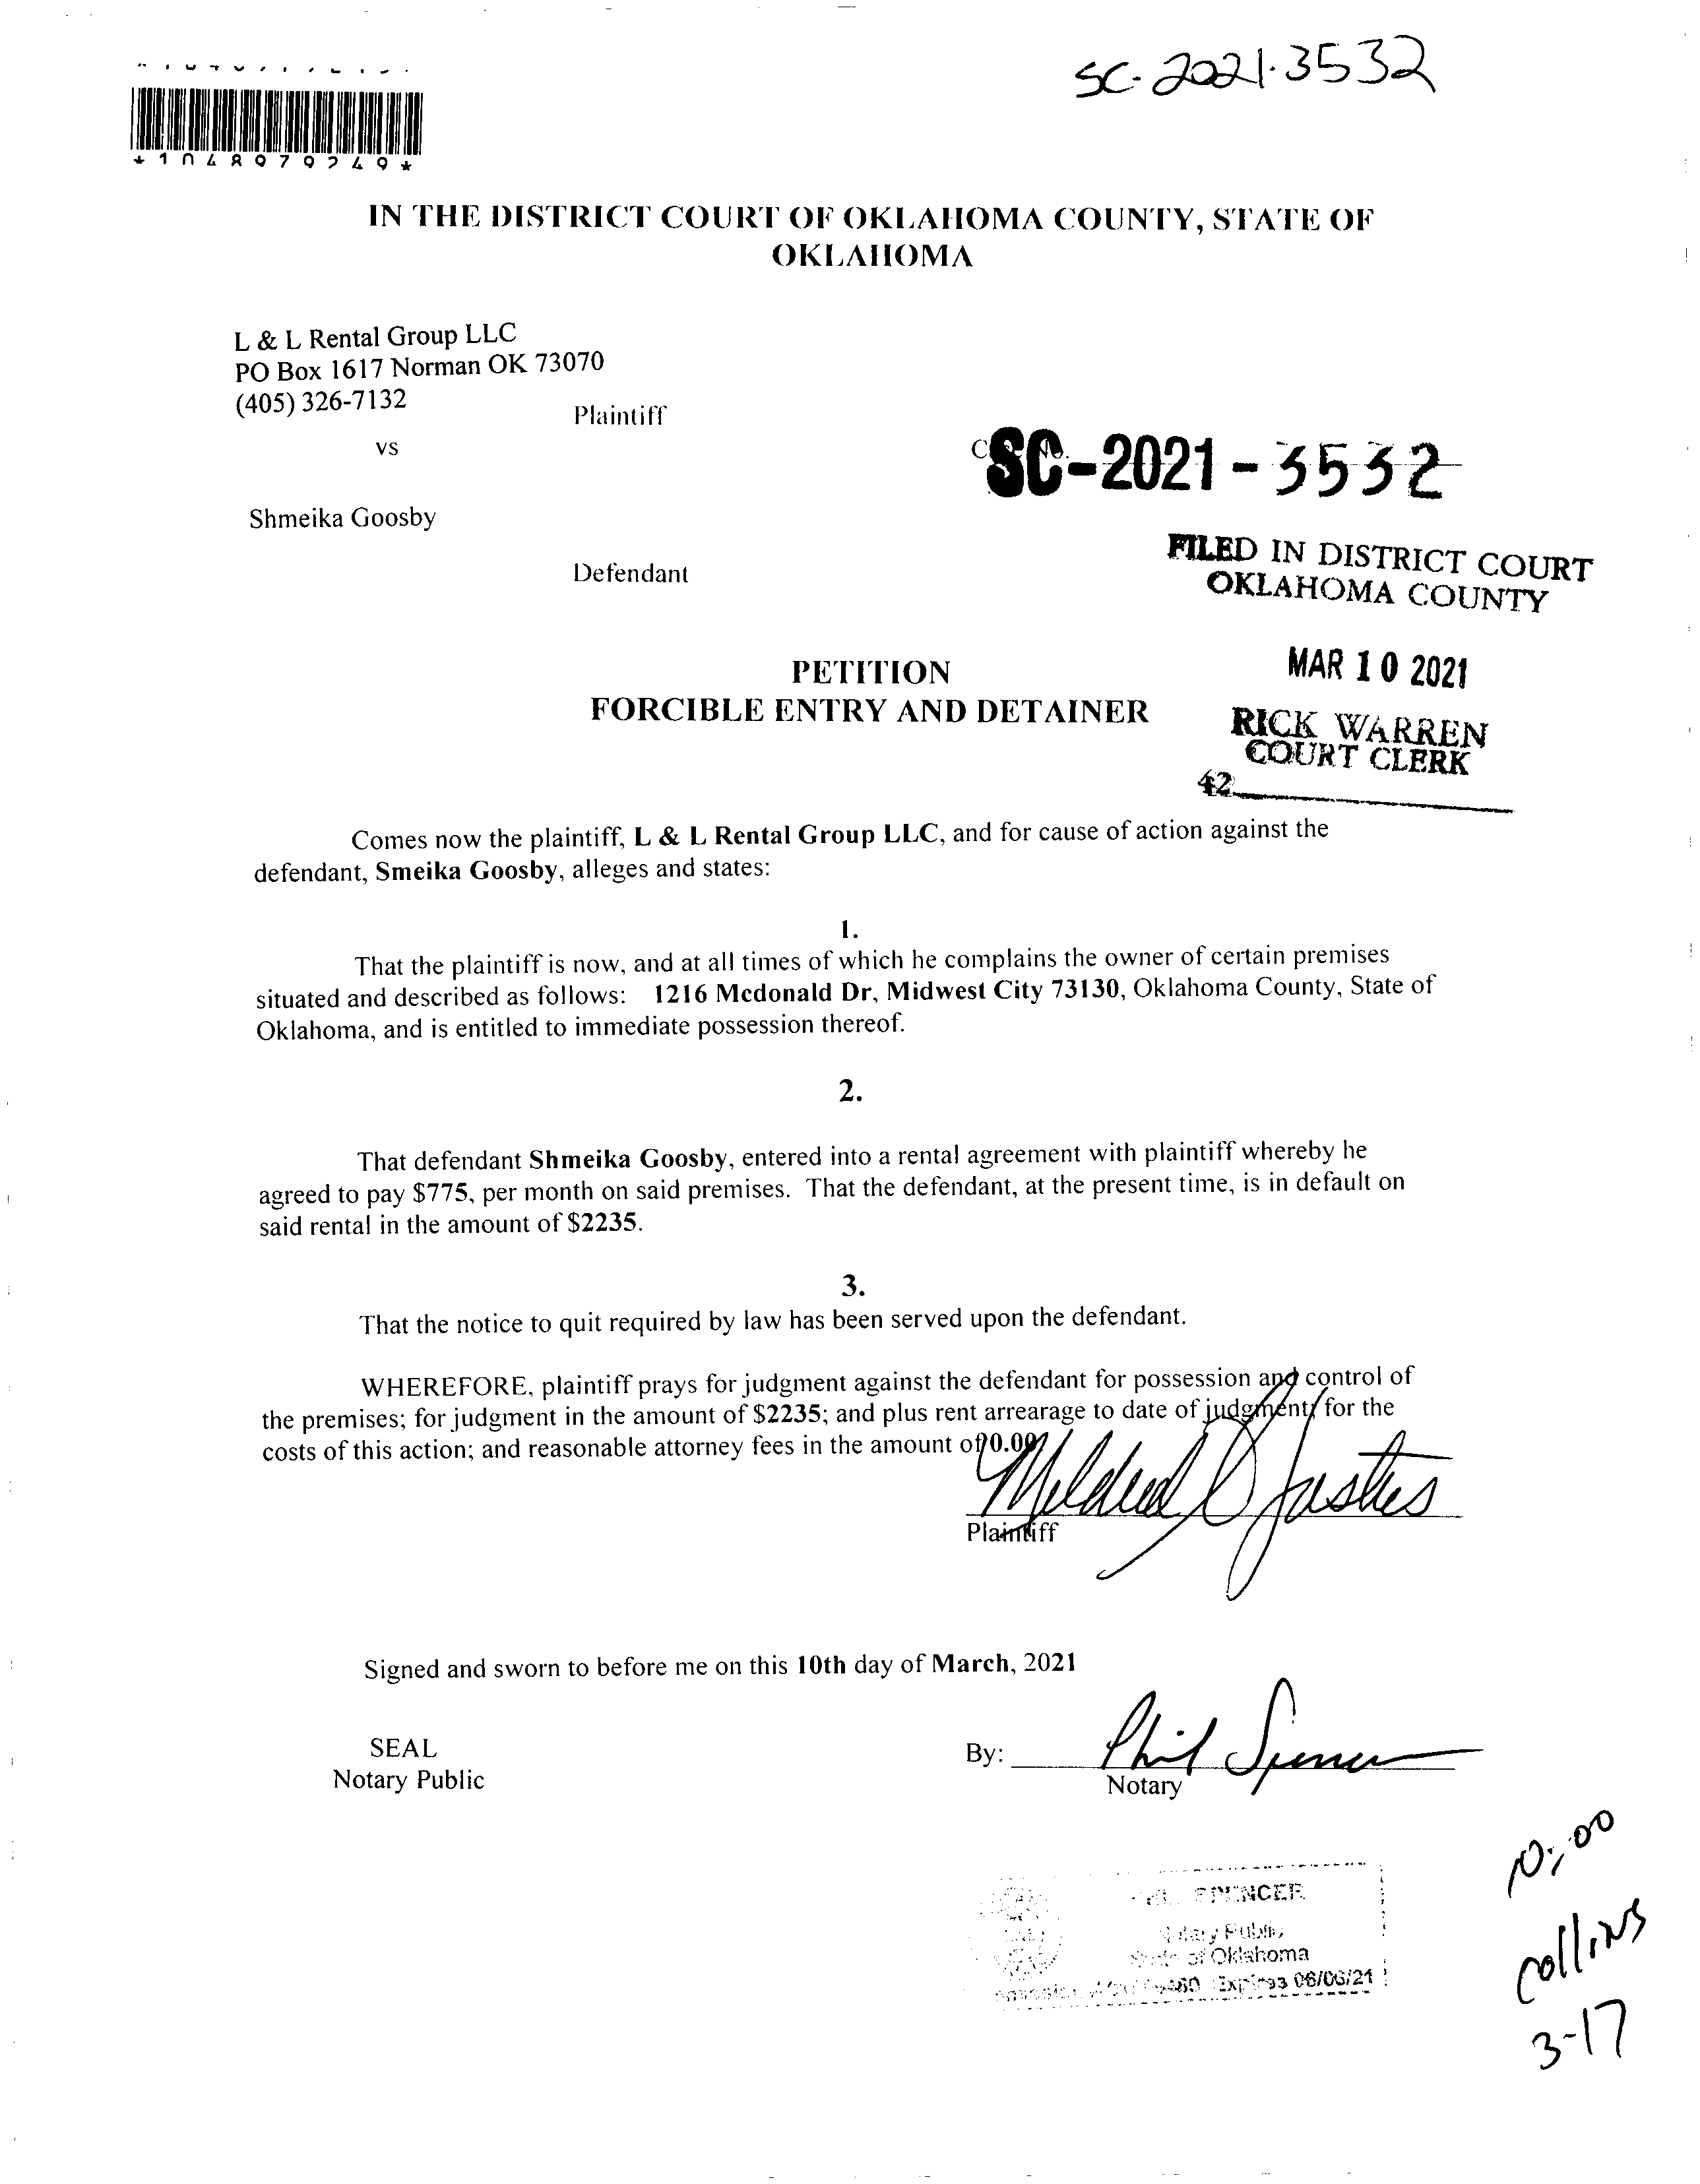 SC-2021-3532
*1048979249*
IN THE DISTRICT COURT OF OKLAHOMA COUNTY, STATE OF
OKLAHOMA
L & L Rental Group LLC
PO Box 1617 Norman OK 73070
(405) 326-7132
Plaintiff
vs
SC-2021-3532
Shmeika Goosby
Defendant
FILED IN DISTRICT COURT
OKLAHOMA COUNTY
MAR 10 2021
RICK WARREN
COURT CLERK
42
PETITION
FORCIBLE ENTRY AND DETAINER
Comes now the plaintiff, L & L Rental Group LLC, and for cause of action against the
defendant, Smeika Goosby, alleges and states:
1.
That the plaintiff is now, and at all times of which he complains the owner of certain premises
situated and described as follows: 1216 Mcdonald Dr, Midwest City 73130, Oklahoma County, State of
Oklahoma, and is entitled to immediate possession thereof.
2.
That defendant Shmeika Goosby, entered into a rental agreement with plaintiff whereby he
agreed to pay $775, per month on said premises. That the defendant, at the present time, is in default on
said rental in the amount of $2235.
3.
That the notice to quit required by law has been served upon the defendant.
WHEREFORE, plaintiff prays for judgment against the defendant for possession and control of
the premises; for judgment in the amount of $2235; and plus rent arrearage to date of judgment; for the
costs of this action; and reasonable attorney fees in the amount of 0.00
Mildred Justus
Plaintiff
Signed and sworn to before me on this 10th day of March, 2021
SEAL
Notary Public
By: Phil Spencer
Notary
SPENCER
Notary Public
State of Oklahoma
Expires 06/06/21
10:00
Collins
3-17